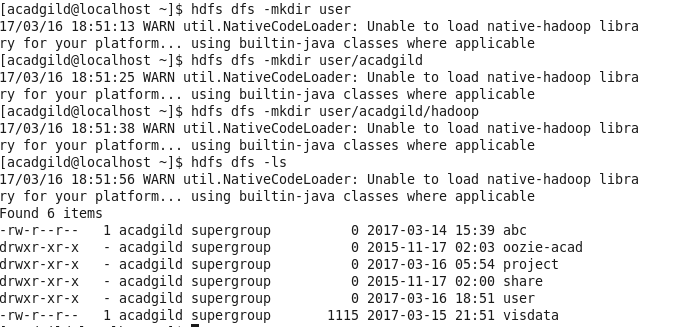 [acadgild@localhost ~]$ hdfs dfs -mkdir user
17/03/16 18:51:13 WARN util.NativeCodeLoader: Unable to load native-hadoop libra
ry for your platform... using builtin-java classes where applicable
[acadgild@localhost ~]$ hdfs dfs -mkdir user/acadgild
17/03/16 18:51:25 WARN util.NativeCodeLoader: Unable to load native-hadoop libra
ry for your platform... using builtin-java classes where applicable
[acadgild@localhost ~]$ hdfs dfs -mkdir user/acadgild/hadoop
17/03/16 18:51:38 WARN util.NativeCodeLoader: Unable to load native-hadoop libra
ry for your platform... using builtin-java classes where applicable
[acadgild@localhost ~]$ hdfs dfs -ls
17/03/16 18:51:56 WARN util.NativeCodeLoader: Unable to load native-hadoop libra
ry for your platform... using builtin-java classes where applicable
Found 6 items
-rw-r--r--   1 acadgild supergroup          0 2017-03-14 15:39 abc
drwxr-xr-x   - acadgild supergroup          0 2015-11-17 02:03 oozie-acad
drwxr-xr-x   - acadgild supergroup          0 2017-03-16 05:54 project
drwxr-xr-x   - acadgild supergroup          0 2015-11-17 02:00 share
drwxr-xr-x   - acadgild supergroup          0 2017-03-16 18:51 user
-rw-r--r--   1 acadgild supergroup       1115 2017-03-15 21:51 visdata